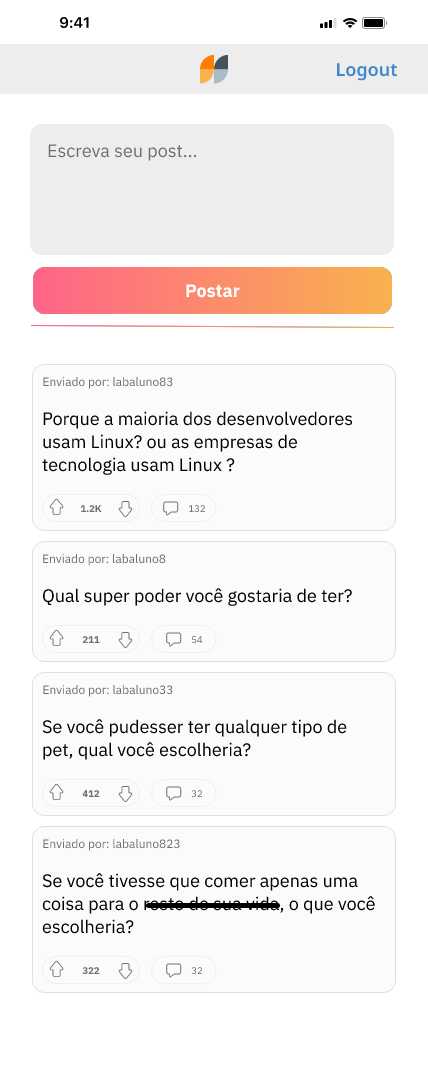 9:41
Logout
Escreva seu post...
Postar
Enviado por: labaluno83
Porque a maioria dos desenvolvedores
usam Linux? ou as empresas de
tecnologia usam Linux ?
1.2K 132
Enviado por: labaluno8
Qual super poder você gostaria de ter?
211 54
Enviado por: labaluno33
Se você pudesser ter qualquer tipo de
pet, qual você escolheria?
412 32
Enviado por: labaluno823
Se você tivesse que comer apenas uma
coisa para o resto de sua vida, o que você
escolheria?
322 32